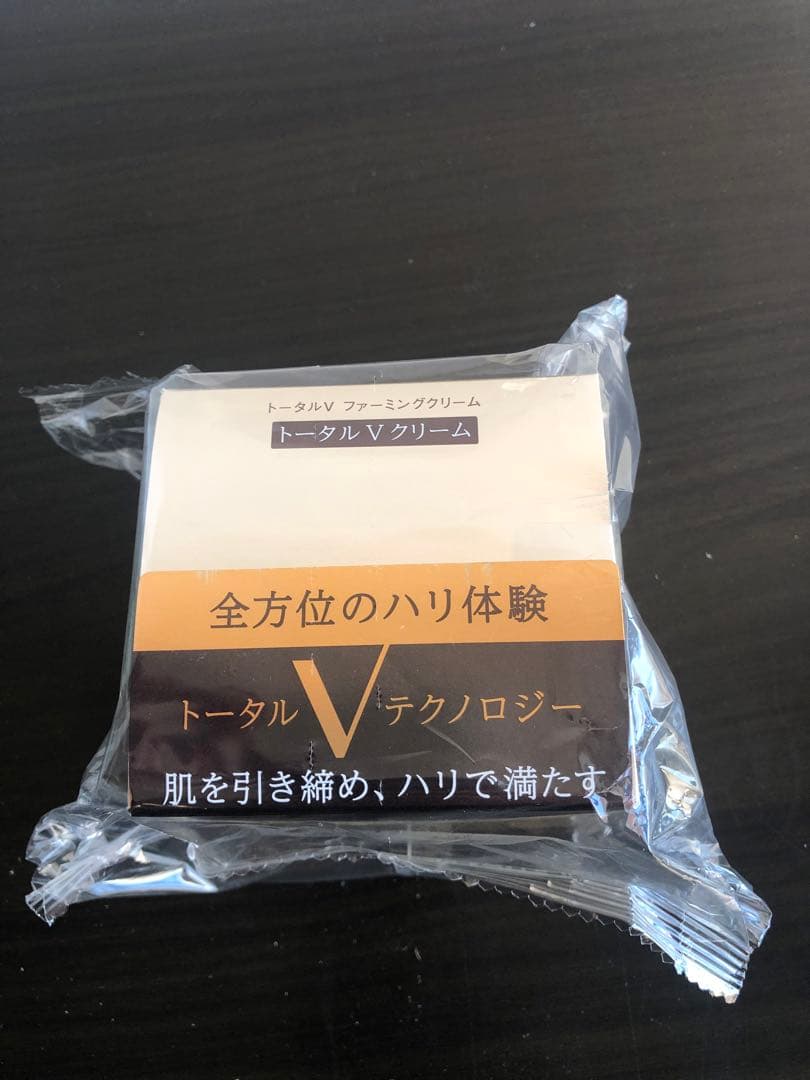 トータルV ファーミングクリーム
トータル V クリーム
全方位のハリ体験
トータル V テクノロジー
肌を引き締め、ハリで満たす